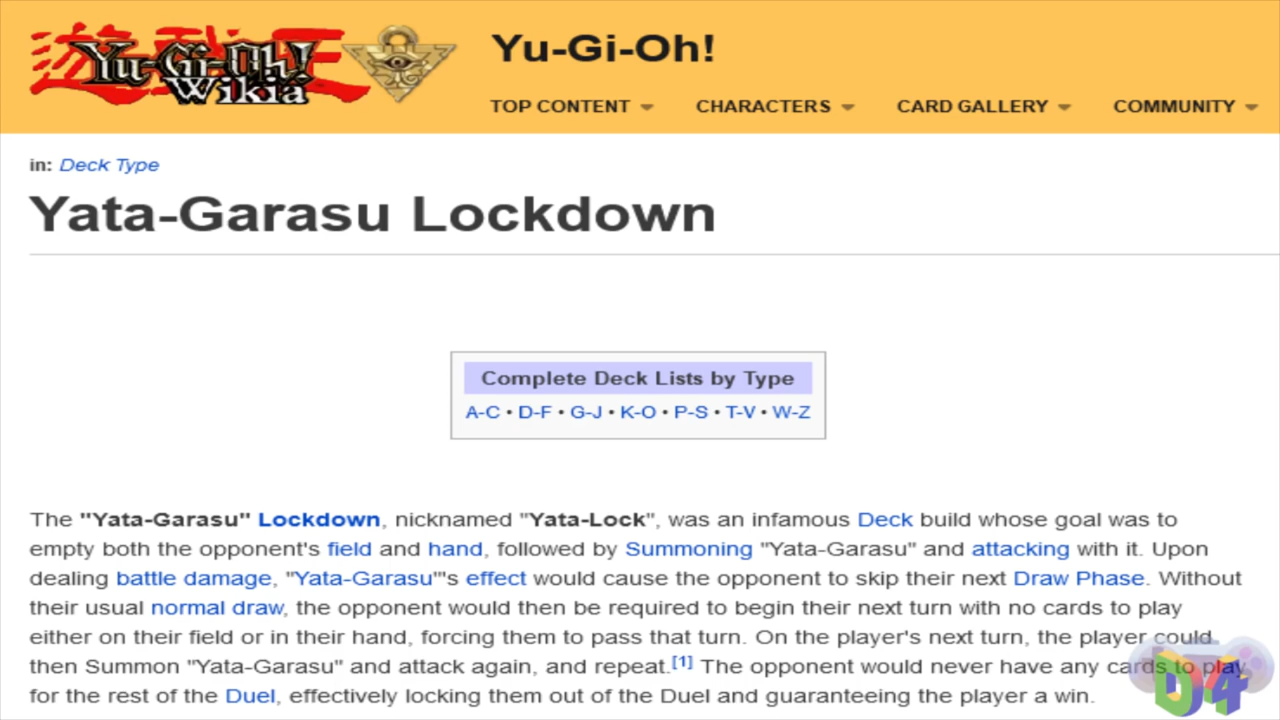 遊戯王
Yu-Gi-Oh!
Wikia
Yu-Gi-Oh!
TOP CONTENT CHARACTERS CARD GALLERY COMMUNITY
in: Deck Type
Yata-Garasu Lockdown
Complete Deck Lists by Type
A-C • D-F • G-J • K-O • P-S • T-V • W-Z
The "Yata-Garasu" Lockdown, nicknamed "Yata-Lock", was an infamous Deck build whose goal was to
empty both the opponent's field and hand, followed by Summoning "Yata-Garasu" and attacking with it. Upon
dealing battle damage, "Yata-Garasu"'s effect would cause the opponent to skip their next Draw Phase. Without
their usual normal draw, the opponent would then be required to begin their next turn with no cards to play
either on their field or in their hand, forcing them to pass that turn. On the player's next turn, the player could
then Summon "Yata-Garasu" and attack again, and repeat.[1] The opponent would never have any cards to play
for the rest of the Duel, effectively locking them out of the Duel and guaranteeing the player a win.
D4